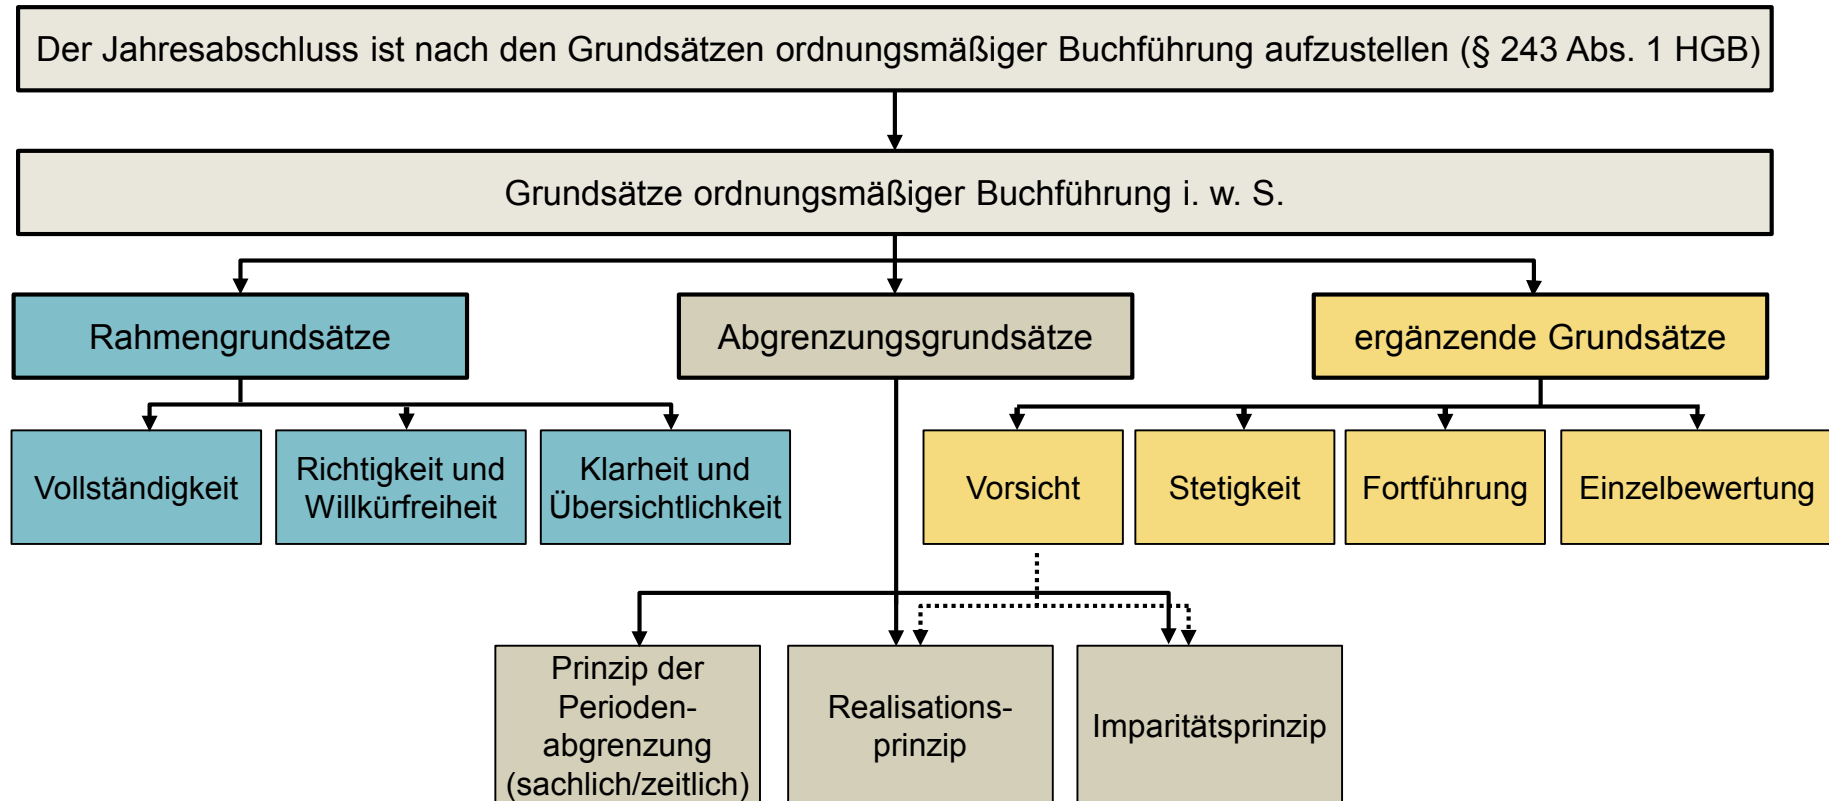 Der Jahresabschluss ist nach den Grundsätzen ordnungsmäßiger Buchführung aufzustellen (§ 243 Abs. 1 HGB)
Grundsätze ordnungsmäßiger Buchführung i. w. S.
Rahmengrundsätze
Abgrenzungsgrundsätze
ergänzende Grundsätze
Vollständigkeit
Richtigkeit und
Willkürfreiheit
Klarheit und
Übersichtlichkeit
Vorsicht
Stetigkeit
Fortführung
Einzelbewertung
Prinzip der
Perioden-
abgrenzung
(sachlich/zeitlich)
Realisations-
prinzip
Imparitätsprinzip